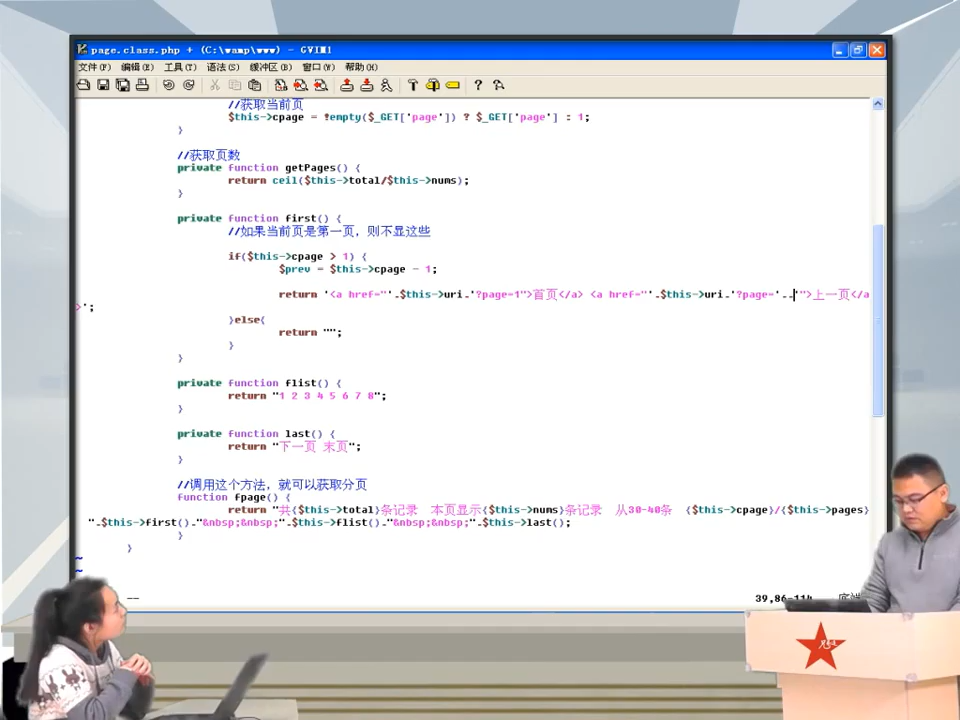 page.class.php + (C:\wamp\www) - GVIM1
文件(F) 编辑(E) 工具(T) 语法(S) 缓冲区(B) 窗口(W) 帮助(H)
//获取当前页
$this->cpage = !empty($_GET['page']) ? $_GET['page'] : 1;
}
//获取页数
private function getPages() {
return ceil($this->total/$this->nums);
}
private function first() {
//如果当前页是第一页，则不显这些
if($this->cpage > 1) {
$prev = $this->cpage - 1;
return '<a href="'.$this->uri.'?page=1">首页</a> <a href="'.$this->uri.'?page='..'">上一页</a
>';
}else{
return "";
}
}
private function flist() {
return "1 2 3 4 5 6 7 8";
}
private function last() {
return "下一页 末页";
}
//调用这个方法，就可以获取分页
function fpage() {
return "共{$this->total}条记录 本页显示{$this->nums}条记录 从30-40条 {$this->cpage}/{$this->pages}
".$this->first()."&nbsp;&nbsp;".$this->flist()."&nbsp;&nbsp;".$this->last();
}
}
~
~
--
39,86-114